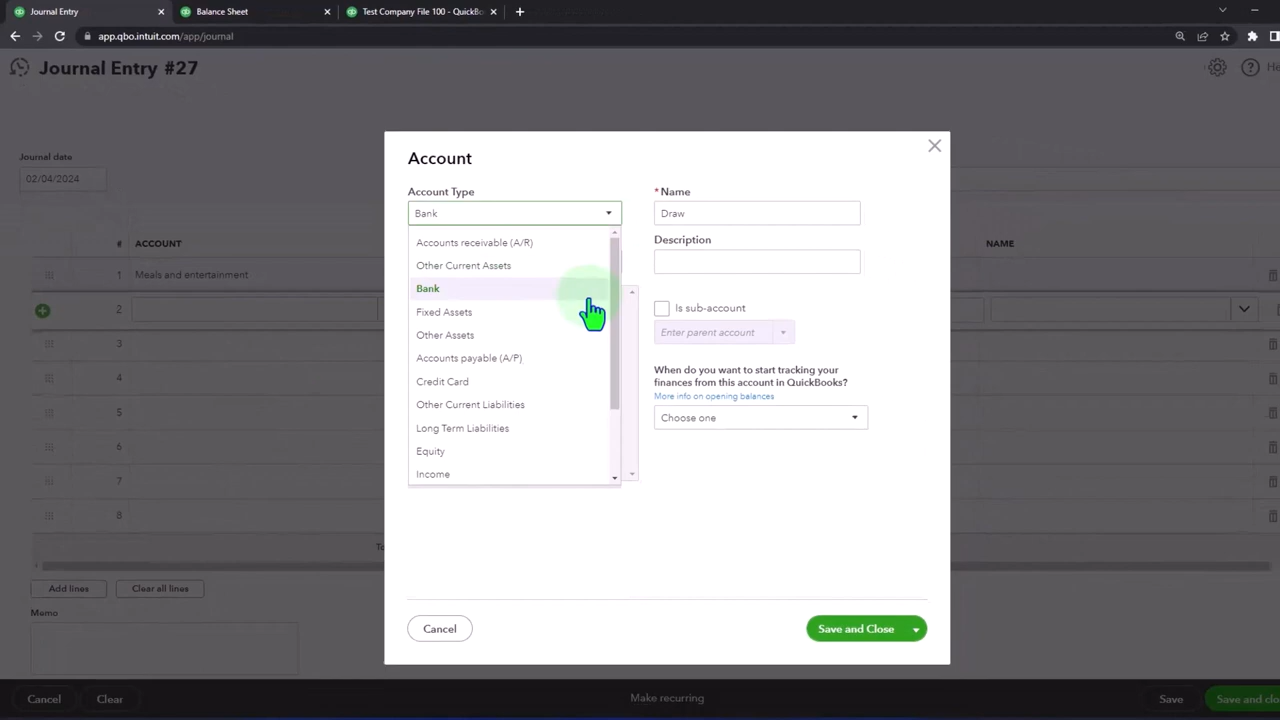 Journal Entry
Balance Sheet
Test Company File 100 - QuickBo
app.qbo.intuit.com/app/journal
Journal Entry #27
Journal date
02/04/2024
# ACCOUNT NAME
1 Meals and entertainment
2
3
4
5
6
7
8
Add lines Clear all lines
Memo
Cancel Clear
Make recurring
Save
Account
Account Type
Bank
Accounts receivable (A/R)
Other Current Assets
Bank
Fixed Assets
Other Assets
Accounts payable (A/P)
Credit Card
Other Current Liabilities
Long Term Liabilities
Equity
Income
* Name
Draw
Description
Is sub-account
Enter parent account
When do you want to start tracking your
finances from this account in QuickBooks?
More info on opening balances
Choose one
Cancel
Save and Close